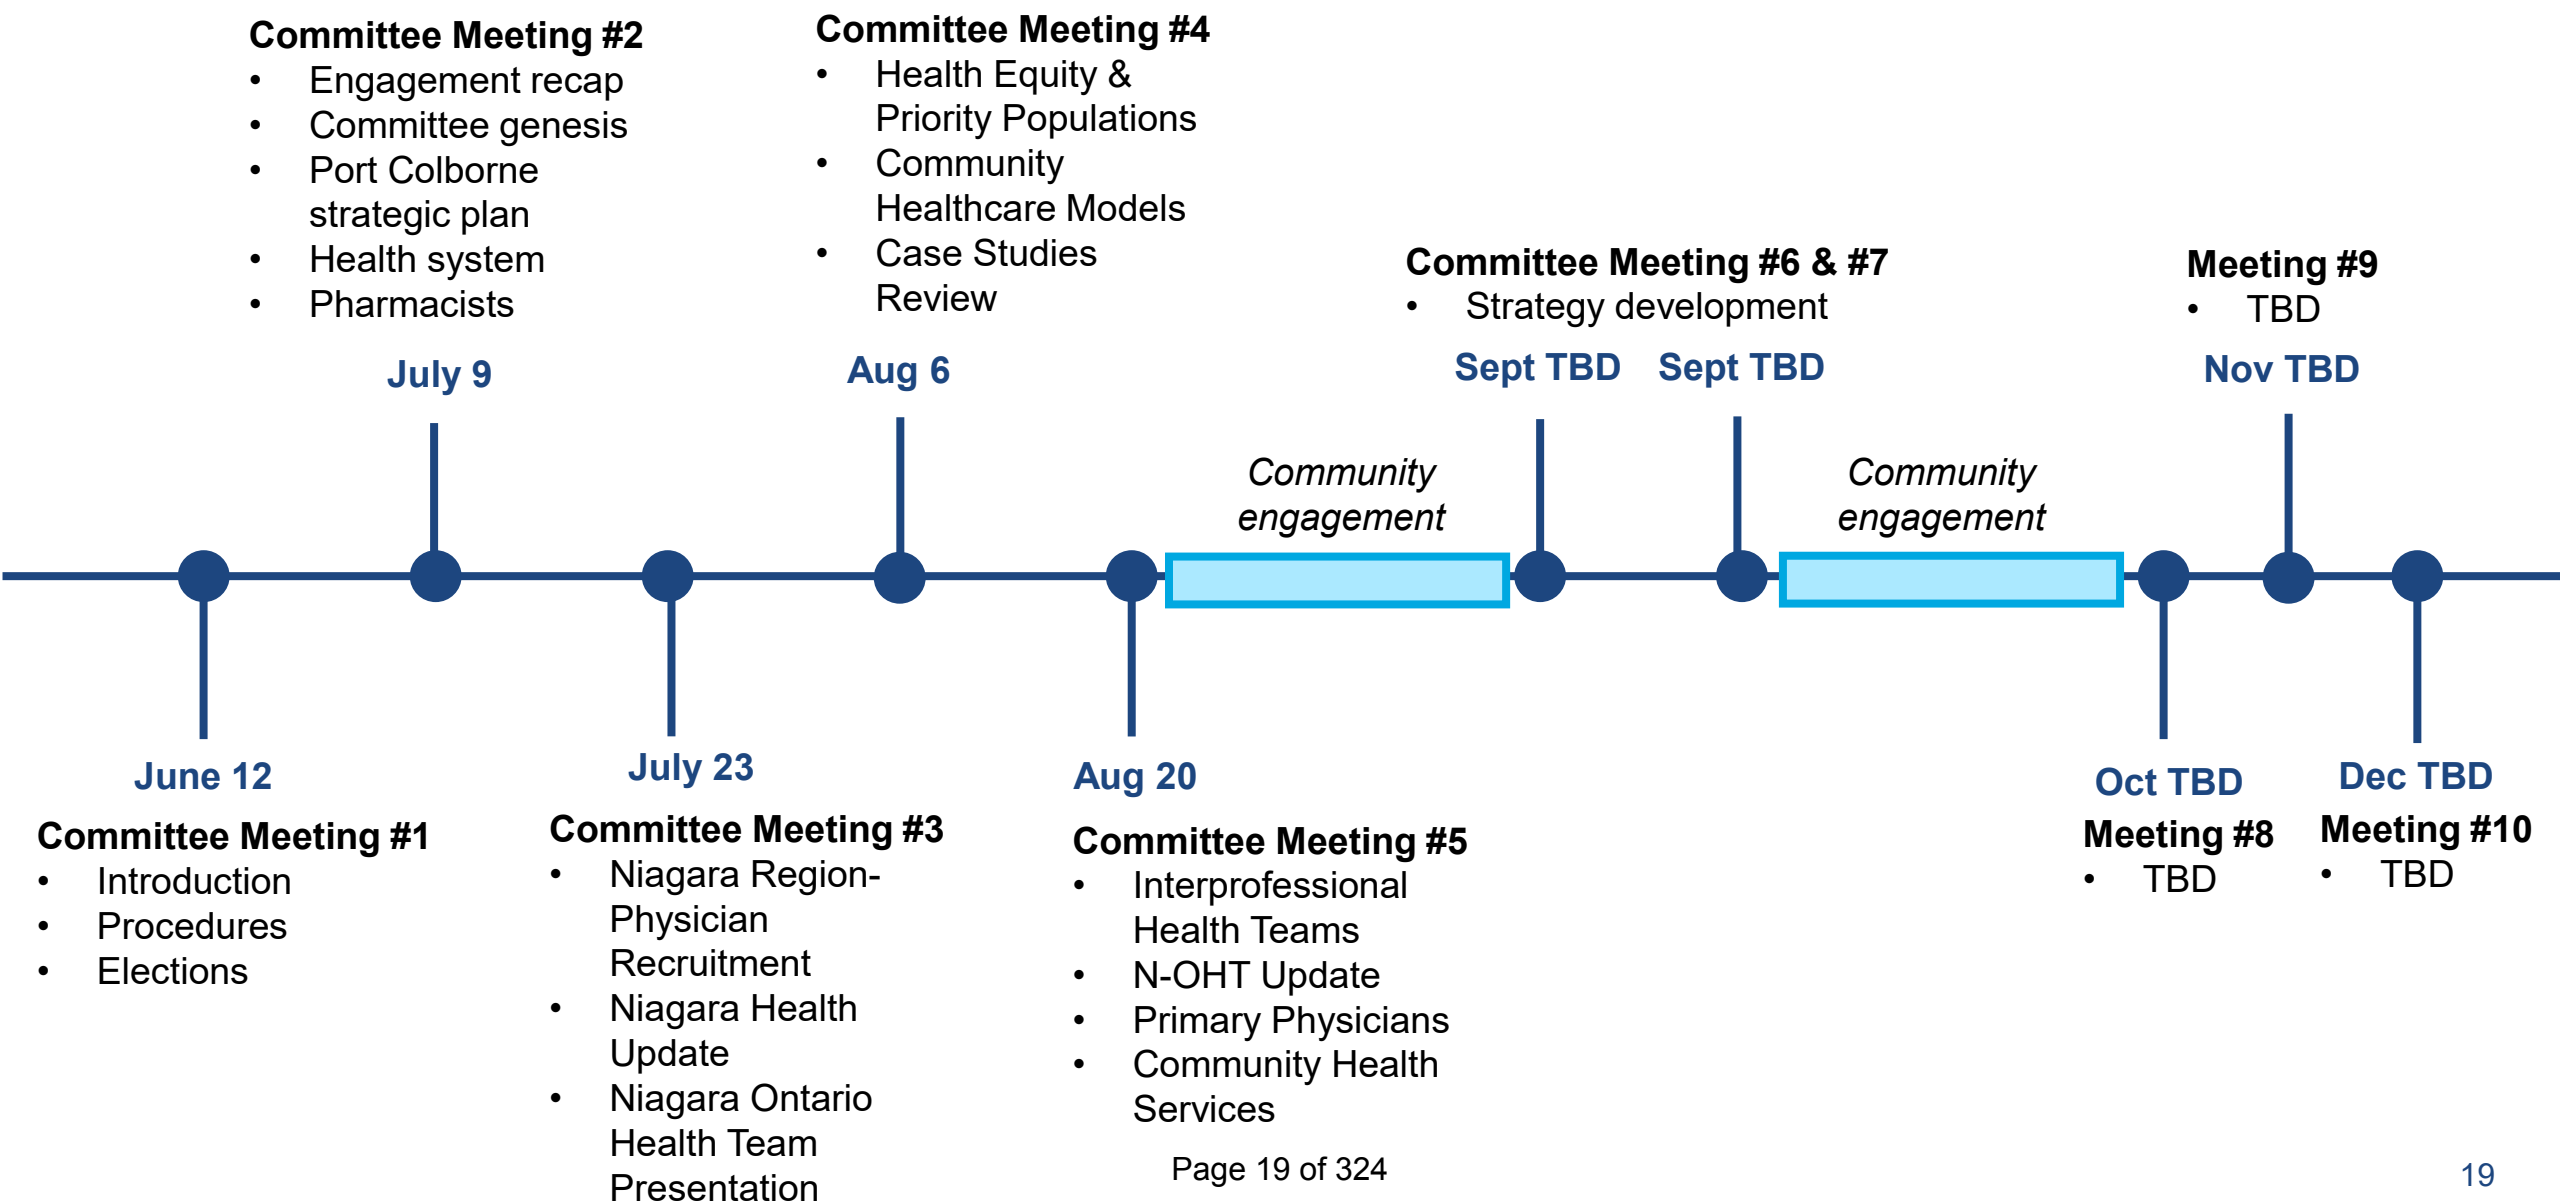 Committee Meeting #2
• Engagement recap
• Committee genesis
• Port Colborne
strategic plan
• Health system
• Pharmacists
July 9
Committee Meeting #4
• Health Equity &
Priority Populations
• Community
Healthcare Models
• Case Studies
Review
Aug 6
Committee Meeting #6 & #7
• Strategy development
Sept TBD
Sept TBD
Meeting #9
• TBD
Nov TBD
Community
engagement
Community
engagement
June 12
Committee Meeting #1
• Introduction
• Procedures
• Elections
July 23
Committee Meeting #3
• Niagara Region-
Physician
Recruitment
• Niagara Health
Update
• Niagara Ontario
Health Team
Presentation
Aug 20
Committee Meeting #5
• Interprofessional
Health Teams
• N-OHT Update
• Primary Physicians
• Community Health
Services
Oct TBD
Meeting #8
• TBD
Dec TBD
Meeting #10
• TBD
Page 19 of 324
19